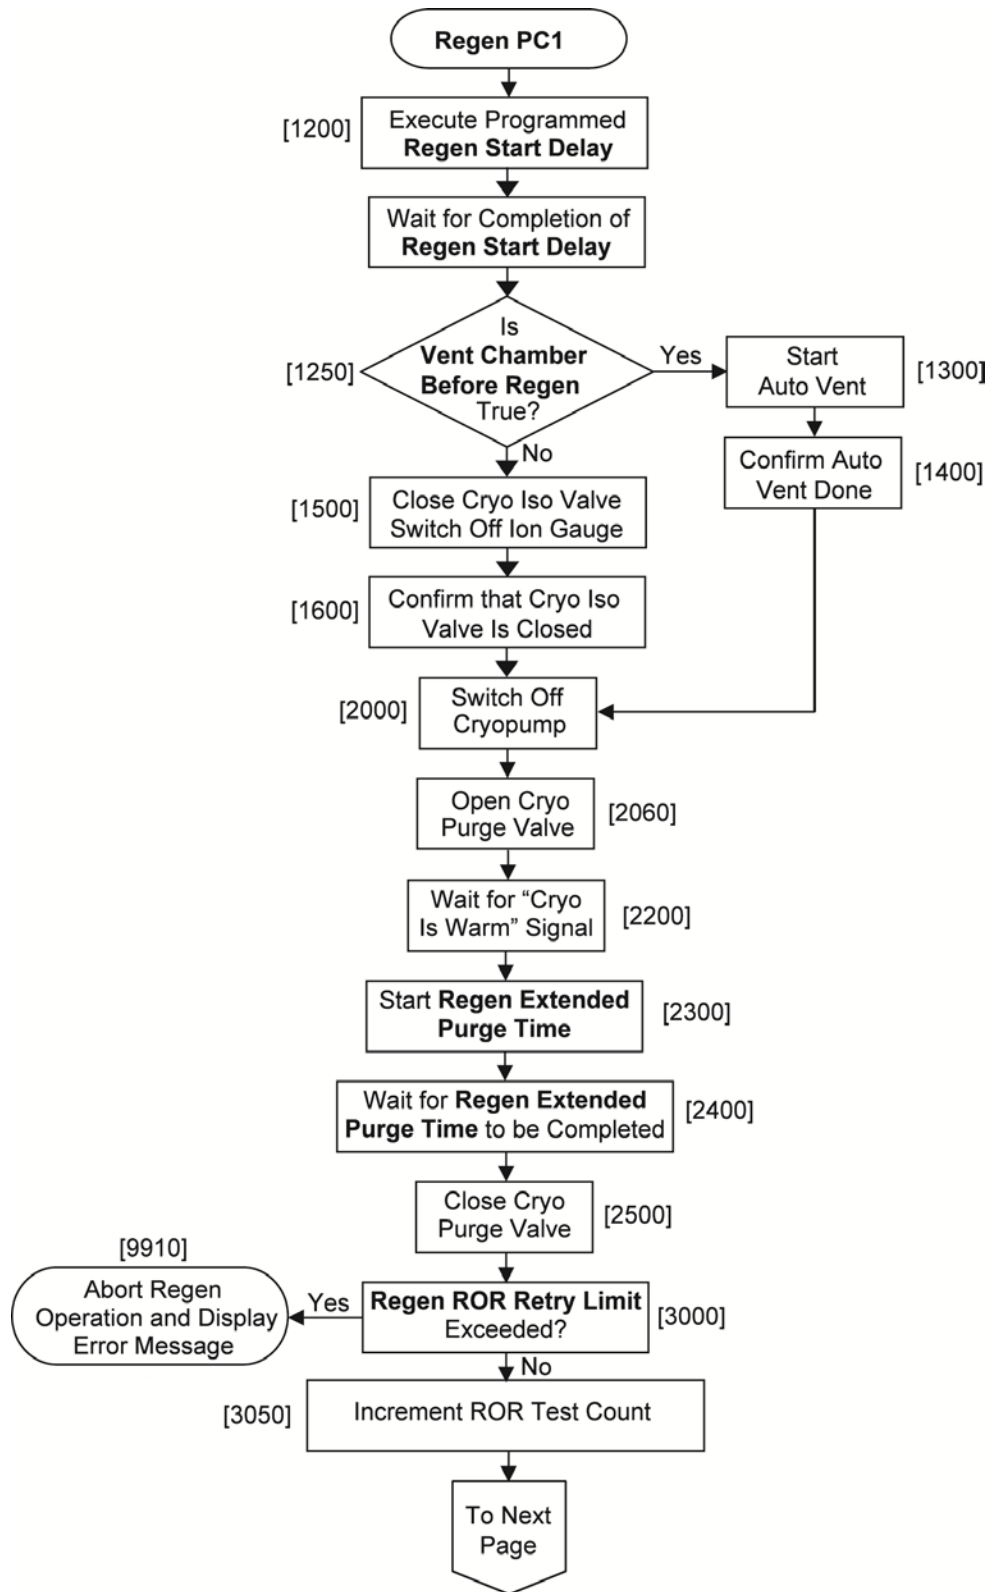 Regen PC1
[1200]
Execute Programmed
Regen Start Delay
Wait for Completion of
Regen Start Delay
[1250]
Is
Vent Chamber
Before Regen
True?
Yes
Start
Auto Vent
[1300]
No
Confirm Auto
Vent Done
[1400]
[1500]
Close Cryo Iso Valve
Switch Off Ion Gauge
[1600]
Confirm that Cryo Iso
Valve Is Closed
[2000]
Switch Off
Cryopump
Open Cryo
Purge Valve
[2060]
Wait for “Cryo
Is Warm” Signal
[2200]
Start Regen Extended
Purge Time
[2300]
Wait for Regen Extended
Purge Time to be Completed
[2400]
Close Cryo
Purge Valve
[2500]
[9910]
Abort Regen
Operation and Display
Error Message
Yes
Regen ROR Retry Limit
Exceeded?
[3000]
No
[3050]
Increment ROR Test Count
To Next
Page